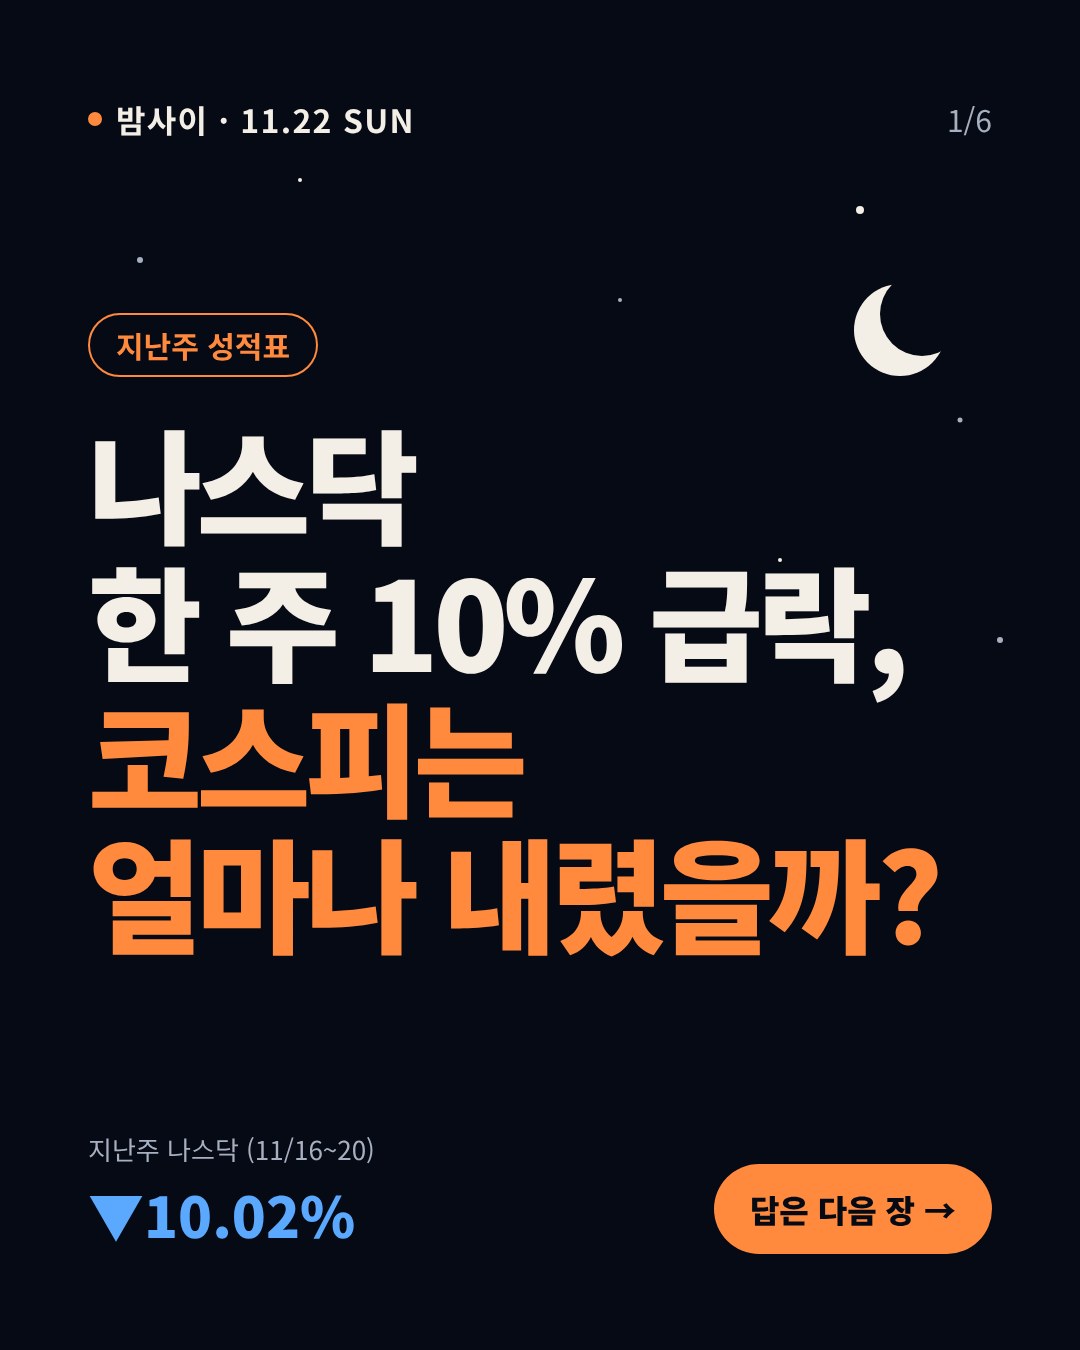 밤사이 · 11.22 SUN
1/6
지난주 성적표
나스닥
한 주 10% 급락,
코스피는
얼마나 내렸을까?
지난주 나스닥 (11/16~20)
▼10.02%
답은 다음 장 →